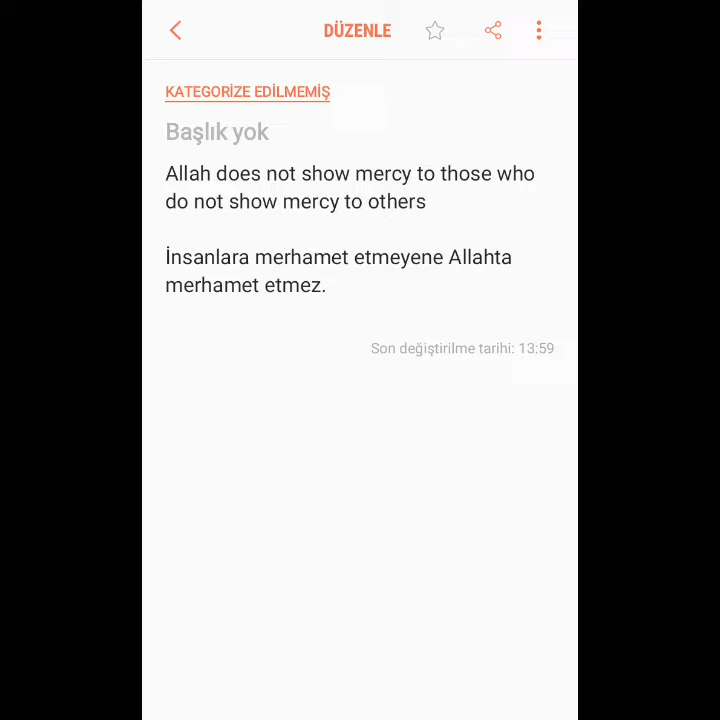 DÜZENLE
KATEGORİZE EDİLMEMİŞ
Başlık yok
Allah does not show mercy to those who
do not show mercy to others
İnsanlara merhamet etmeyene Allahta
merhamet etmez.
Son değiştirilme tarihi: 13:59